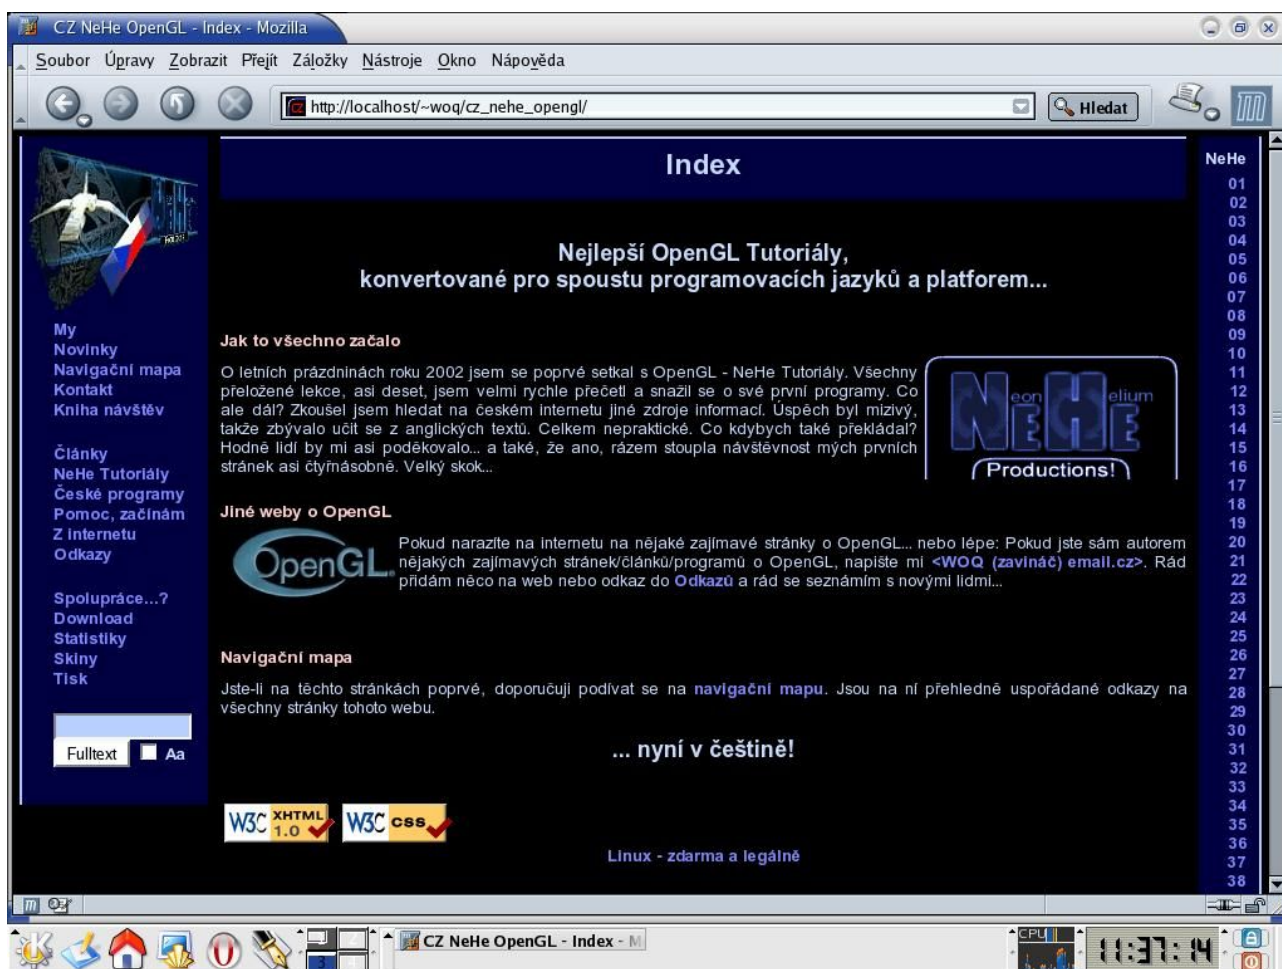 CZ NeHe OpenGL - Index - Mozilla
Soubor Úpravy Zobrazit Přejít Záložky Nástroje Okno Nápověda
http://localhost/~woq/cz_nehe_opengl/
Hledat
My
Novinky
Navigační mapa
Kontakt
Kniha návštěv
Články
NeHe Tutoriály
České programy
Pomoc, začínám
Z internetu
Odkazy
Spolupráce...?
Download
Statistiky
Skiny
Tisk
Fulltext Aa
Index
Nejlepší OpenGL Tutoriály,
konvertované pro spoustu programovacích jazyků a platforem...
Jak to všechno začalo
O letních prázdninách roku 2002 jsem se poprvé setkal s OpenGL - NeHe Tutoriály. Všechny
přeložené lekce, asi deset, jsem velmi rychle přečetl a snažil se o své první programy. Co
ale dál? Zkoušel jsem hledat na českém internetu jiné zdroje informací. Úspěch byl mizivý,
takže zbývalo učit se z anglických textů. Celkem nepraktické. Co kdybych také překládal?
Hodně lidí by mi asi poděkovalo... a také, že ano, rázem stoupla návštěvnost mých prvních
stránek asi čtyřnásobně. Velký skok...
Neon Helium
NeHe
Productions!
Jiné weby o OpenGL
OpenGL
Pokud narazíte na internetu na nějaké zajímavé stránky o OpenGL... nebo lépe: Pokud jste sám autorem
nějakých zajímavých stránek/článků/programů o OpenGL, napište mi <WOQ (zavináč) email.cz>. Rád
přidám něco na web nebo odkaz do Odkazů a rád se seznámím s novými lidmi...
Navigační mapa
Jste-li na těchto stránkách poprvé, doporučuji podívat se na navigační mapu. Jsou na ní přehledně uspořádané odkazy na
všechny stránky tohoto webu.
... nyní v češtině!
W3C XHTML 1.0
W3C css
Linux - zdarma a legálně
NeHe
01
02
03
04
05
06
07
08
09
10
11
12
13
14
15
16
17
18
19
20
21
22
23
24
25
26
27
28
29
30
31
32
33
34
35
36
37
38
CZ NeHe OpenGL - Index - M
CPU
11:37:14